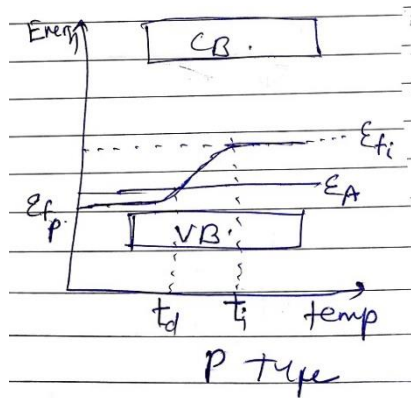 Energy
CB.
Efi
EA
Efp.
VB.
td ti temp
P type